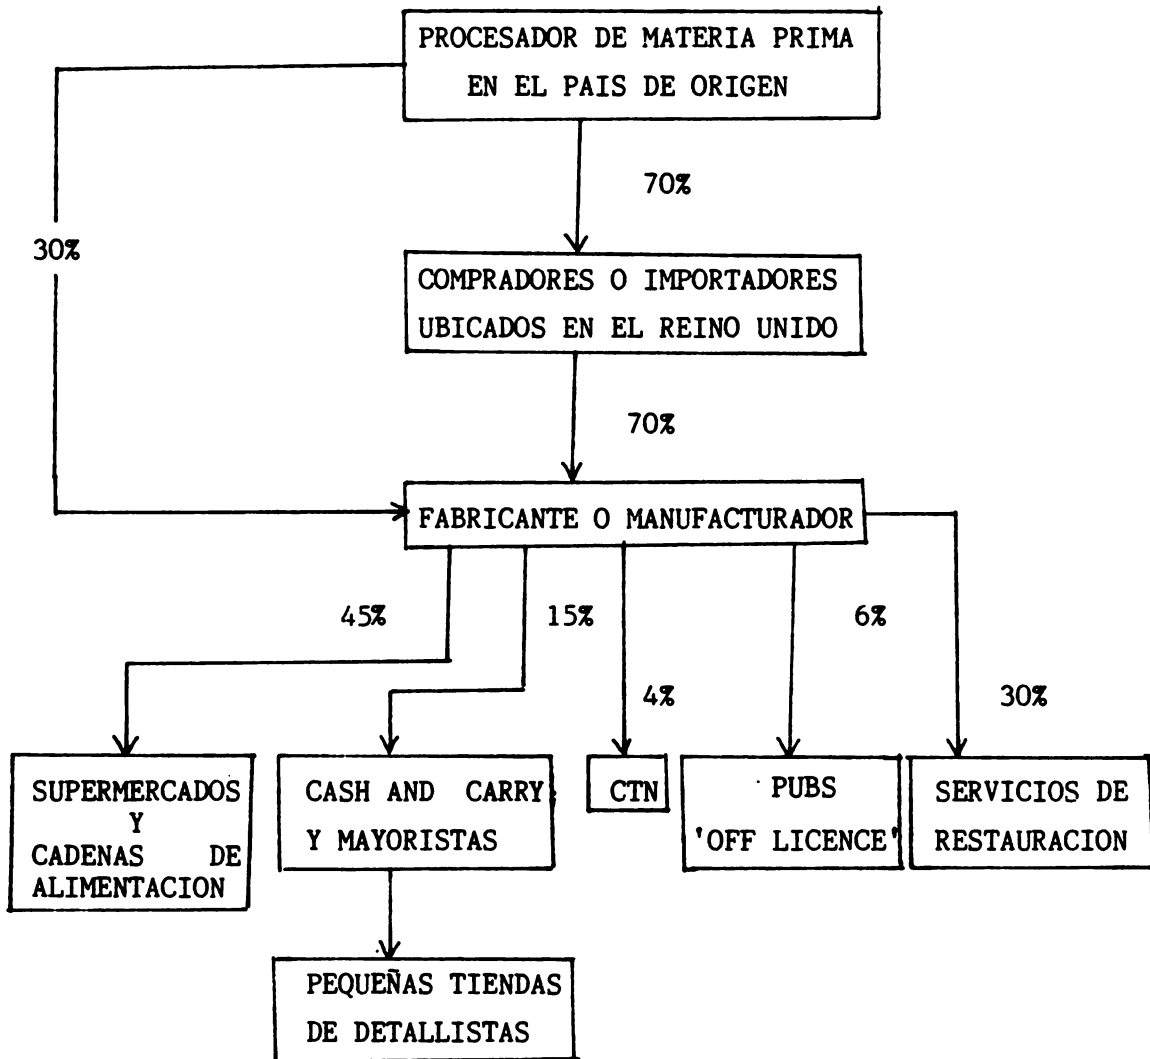 PROCESADOR DE MATERIA PRIMA
EN EL PAIS DE ORIGEN
70%
30%
COMPRADORES O IMPORTADORES
UBICADOS EN EL REINO UNIDO
70%
FABRICANTE O MANUFACTURADOR
45%
15%
6%
4%
30%
SUPERMERCADOS
Y
CADENAS DE
ALIMENTACION
CASH AND CARRY
Y MAYORISTAS
CTN
PUBS
'OFF LICENCE'
SERVICIOS DE
RESTAURACION
PEQUEÑAS TIENDAS
DE DETALLISTAS